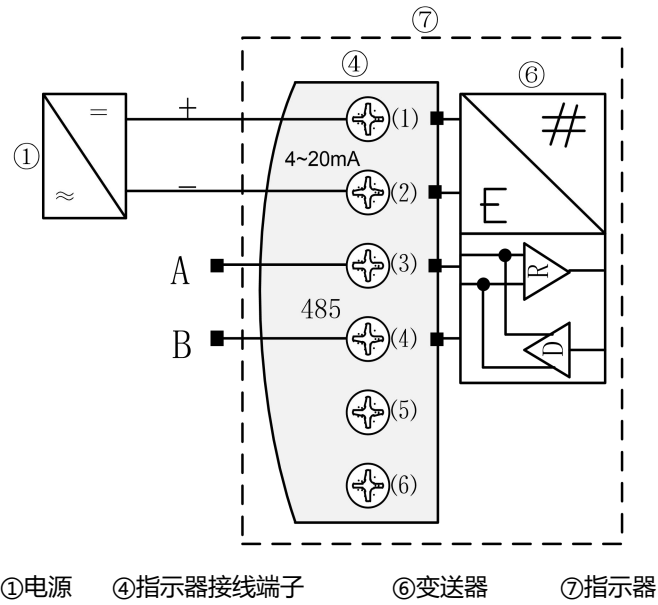 ⑦
④
⑥
①
=
≈
+
−
4~20mA
(1)
(2)
#
E
A
(3)
485
B
(4)
R
D
(5)
(6)
①电源 ④指示器接线端子 ⑥变送器 ⑦指示器